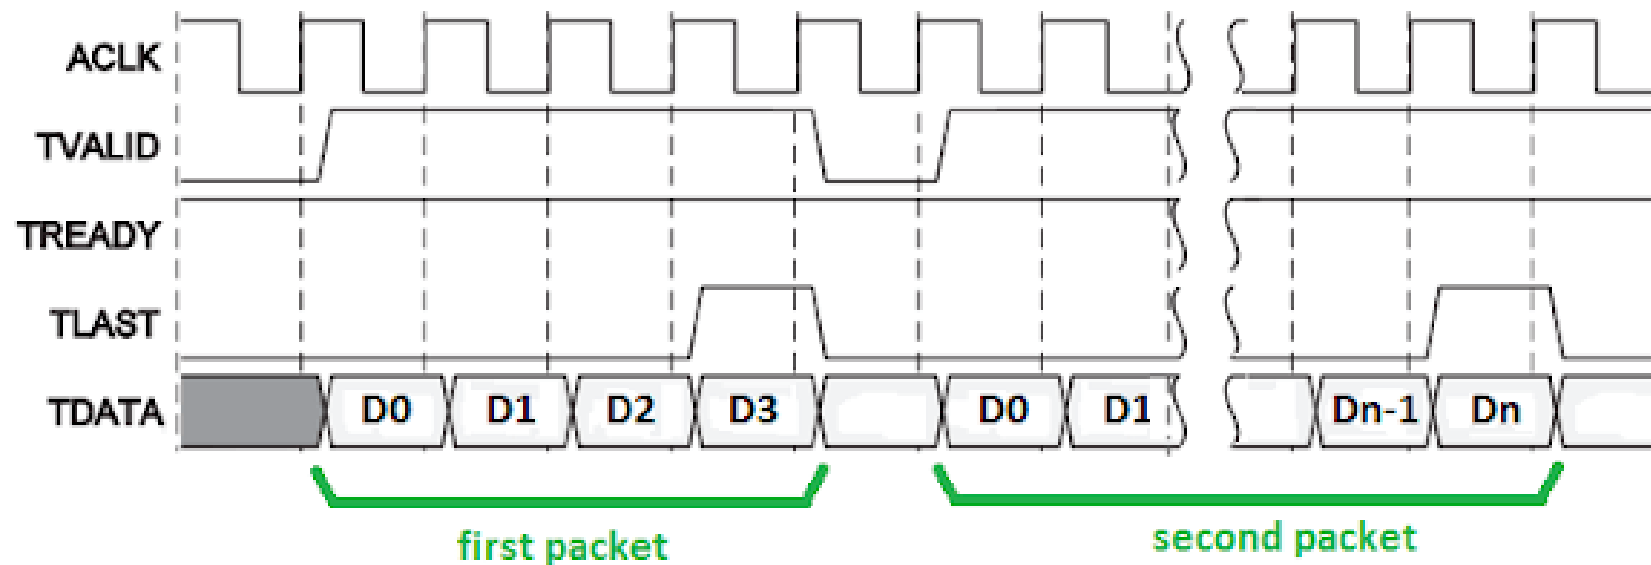 ACLK
TVALID
TREADY
TLAST
TDATA D0 D1 D2 D3 D0 D1 Dn-1 Dn
first packet second packet